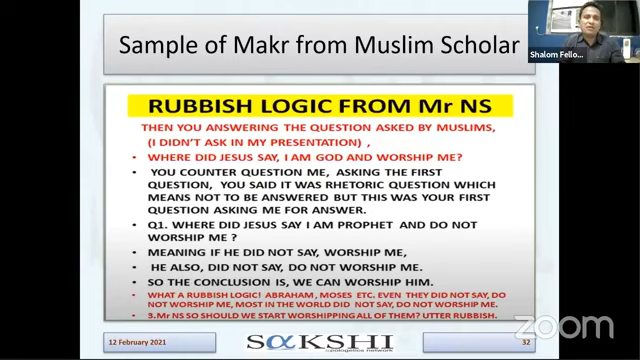 Sample of Makr from Muslim Scholar
Shalom Fello...
RUBBISH LOGIC FROM Mr NS
THEN YOU ANSWERING THE QUESTION ASKED BY MUSLIMS,
(I DIDN'T ASK IN MY PRESENTATION) ,
• WHERE DID JESUS SAY, I AM GOD AND WORSHIP ME?
• YOU COUNTER QUESTION ME, ASKING THE FIRST
QUESTION, YOU SAID IT WAS RHETORIC QUESTION WHICH
MEANS NOT TO BE ANSWERED BUT THIS WAS YOUR FIRST
QUESTION ASKING ME FOR ANSWER.
• Q1. WHERE DID JESUS SAY I AM PROPHET AND DO NOT
WORSHIP ME ?
• MEANING IF HE DID NOT SAY, WORSHIP ME,
• HE ALSO, DID NOT SAY, DO NOT WORSHIP ME.
• SO THE CONCLUSION IS, WE CAN WORSHIP HIM.
• WHAT A RUBBISH LOGIC! ABRAHAM, MOSES ETC. EVEN THEY DID NOT SAY, DO
NOT WORSHIP ME, MOST IN THE WORLD DID NOT SAY, DO NOT WORSHIP ME.
• 3.Mr NS SO SHOULD WE START WORSHIPPING ALL OF THEM? UTTER RUBBISH.
12 February 2021
SαKSHI
apologetics network
32
zoom